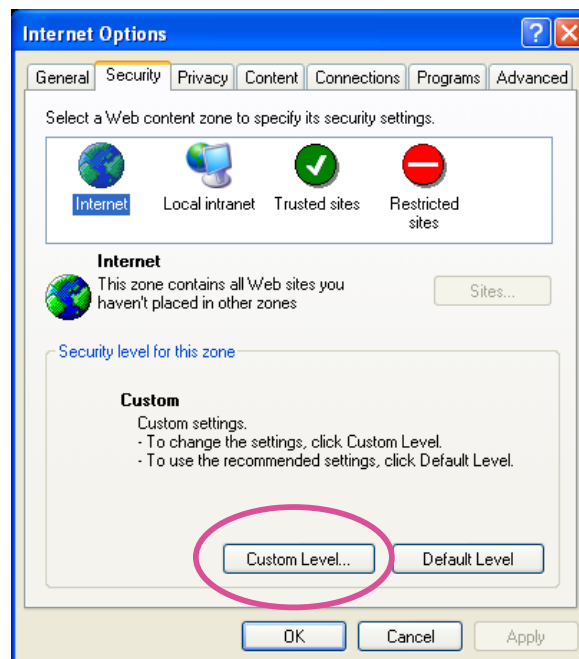 Internet Options
General Security Privacy Content Connections Programs Advanced
Select a Web content zone to specify its security settings.
Internet Local intranet Trusted sites Restricted sites
Internet
This zone contains all Web sites you
haven't placed in other zones
Sites...
Security level for this zone
Custom
Custom settings.
- To change the settings, click Custom Level.
- To use the recommended settings, click Default Level.
Custom Level... Default Level
OK Cancel Apply